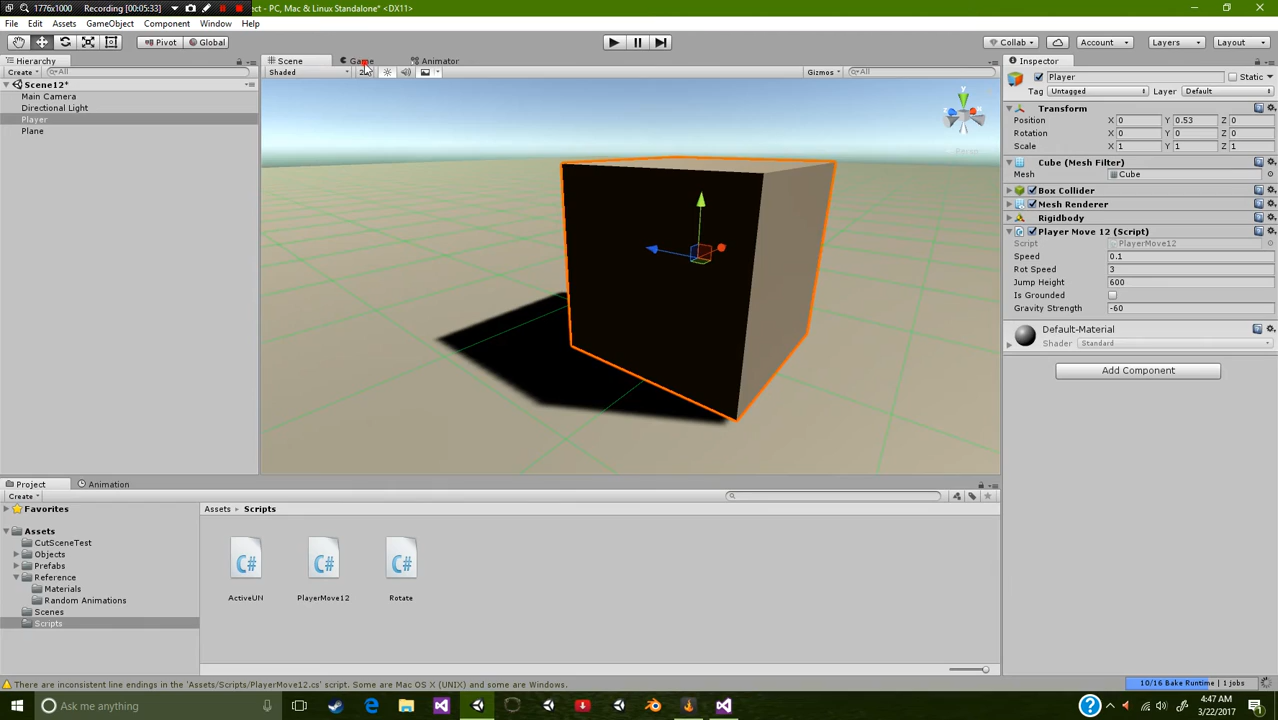 1776x1000 Recording [00:05:33] ect - PC, Mac & Linux Standalone* <DX11>
File Edit Assets GameObject Component Window Help
Pivot Global Collab Account Layers Layout
Hierarchy Scene Game Animator Inspector
Create All Shaded Gizmos All
Scene12*
Main Camera
Directional Light
Player
Plane
Player Static
Tag Untagged Layer Default
Transform
Position X 0 Y 0.53 Z 0
Rotation X 0 Y 0 Z 0
Scale X 1 Y 1 Z 1
Cube (Mesh Filter)
Mesh Cube
Box Collider
Mesh Renderer
Rigidbody
Player Move 12 (Script)
Script PlayerMove12
Speed 0.1
Rot Speed 3
Jump Height 600
Is Grounded
Gravity Strength -60
Default-Material
Shader Standard
Add Component
Project Animation
Create
Favorites
Assets
CutSceneTest
Objects
Prefabs
Reference
Materials
Random Animations
Scenes
Scripts
Assets Scripts
C# C# C#
ActiveUN PlayerMove12 Rotate
There are inconsistent line endings in the 'Assets/Scripts/PlayerMove12.cs' script. Some are Mac OS X (UNIX) and some are Windows.
10/16 Bake Runtime | 1 jobs
Ask me anything
4:47 AM
3/22/2017